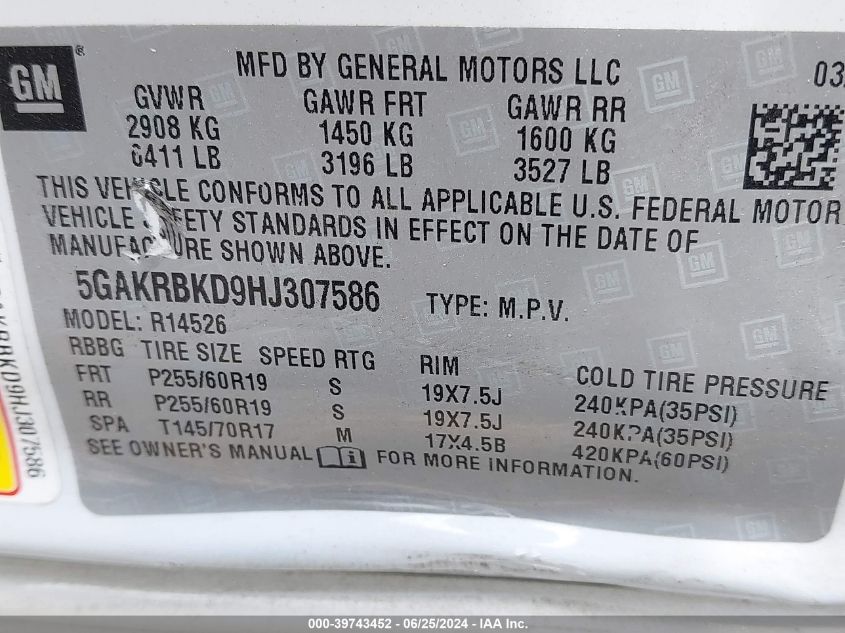 GM
MFD BY GENERAL MOTORS LLC 03
GVWR GAWR FRT GAWR RR
2908 KG 1450 KG 1600 KG
6411 LB 3196 LB 3527 LB
THIS VEHICLE CONFORMS TO ALL APPLICABLE U.S. FEDERAL MOTOR
VEHICLE SAFETY STANDARDS IN EFFECT ON THE DATE OF
MANUFACTURE SHOWN ABOVE.
5GAKRBKD9HJ307586 TYPE: M.P.V.
MODEL: R14526
RBBG TIRE SIZE SPEED RTG RIM COLD TIRE PRESSURE
FRT P255/60R19 S 19X7.5J 240KPA(35PSI)
RR P255/60R19 S 19X7.5J 240KPA(35PSI)
SPA T145/70R17 M 17X4.5B 420KPA(60PSI)
SEE OWNER'S MANUAL FOR MORE INFORMATION.
KRBKD9HJ307586
000-39743452 - 06/25/2024 - IAA Inc.